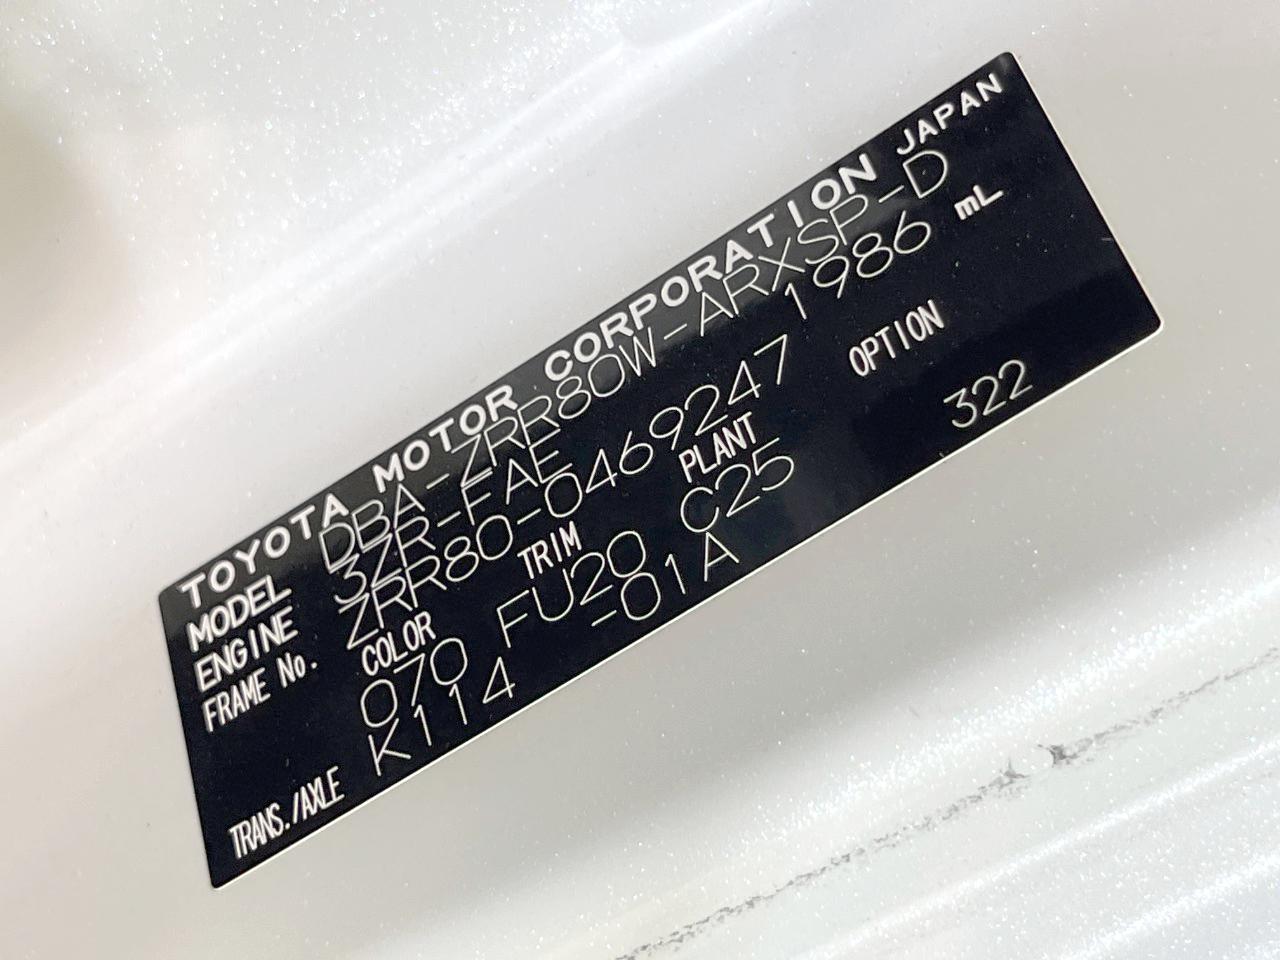 TOYOTA MOTOR CORPORATION JAPAN
MODEL DBA-ZRR80W-ARXSP-D
ENGINE 3ZR-FAE 1986 mL
FRAME No. ZRR80-0469247
COLOR TRIM PLANT OPTION
070 FU20 C25 322
TRANS./AXLE K114 -01A